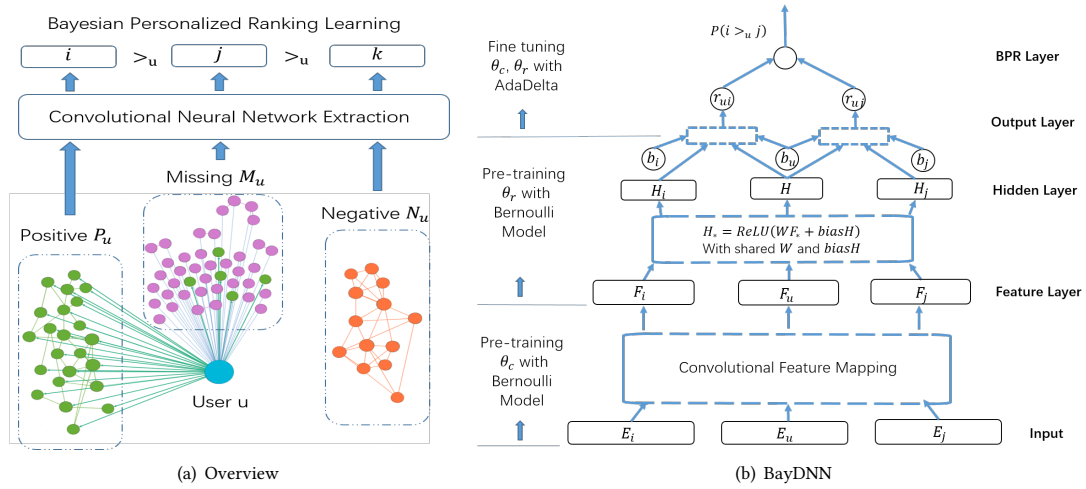 Bayesian Personalized Ranking Learning
i >u j >u k
Convolutional Neural Network Extraction
Missing Mu
Positive Pu
Negative Nu
User u
(a) Overview
P(i >u j)
Fine tuning
θc, θr with
AdaDelta
BPR Layer
rui
ruj
Output Layer
bi
bu
bj
Pre-training
θr with
Bernoulli
Model
Hi
H
Hj
Hidden Layer
H* = ReLU(WF* + biasH)
With shared W and biasH
Fi
Fu
Fj
Feature Layer
Pre-training
θc with
Bernoulli
Model
Convolutional Feature Mapping
Ei
Eu
Ej
Input
(b) BayDNN